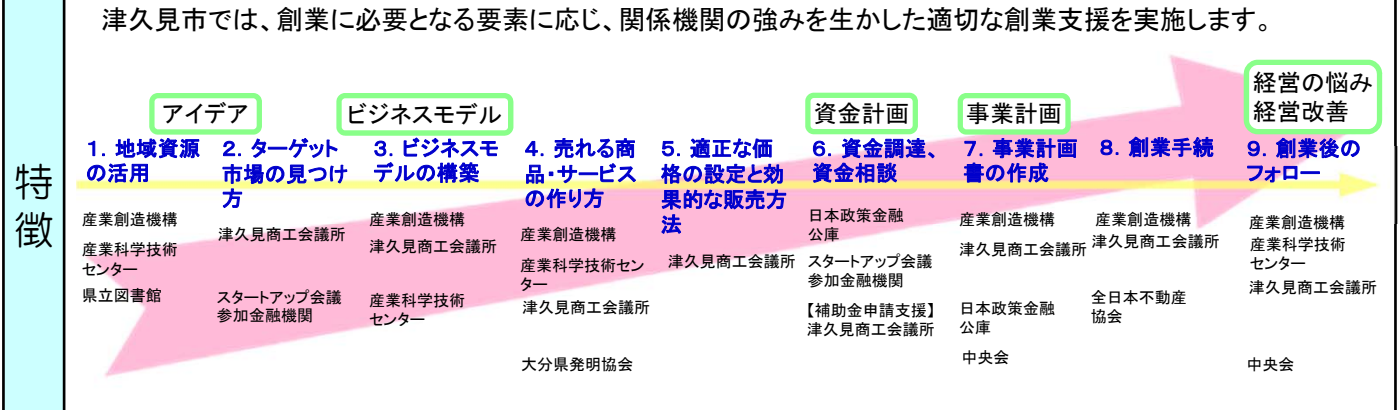 特徴
津久見市では、創業に必要となる要素に応じ、関係機関の強みを生かした適切な創業支援を実施します。
アイデア
ビジネスモデル
資金計画
事業計画
経営の悩み
経営改善
1．地域資源
の活用
産業創造機構
産業科学技術
センター
県立図書館
2．ターゲット
市場の見つけ
方
津久見商工会議所
スタートアップ会議
参加金融機関
3．ビジネスモ
デルの構築
産業創造機構
津久見商工会議所
産業科学技術
センター
4．売れる商
品・サービス
の作り方
産業創造機構
産業科学技術セン
ター
津久見商工会議所
大分県発明協会
5．適正な価
格の設定と効
果的な販売方
法
津久見商工会議所
6．資金調達、
資金相談
日本政策金融
公庫
スタートアップ会議
参加金融機関
【補助金申請支援】
津久見商工会議所
7．事業計画
書の作成
産業創造機構
津久見商工会議所
日本政策金融
公庫
中央会
8．創業手続
産業創造機構
津久見商工会議所
全日本不動産
協会
9．創業後の
フォロー
産業創造機構
産業科学技術
センター
津久見商工会議所
中央会